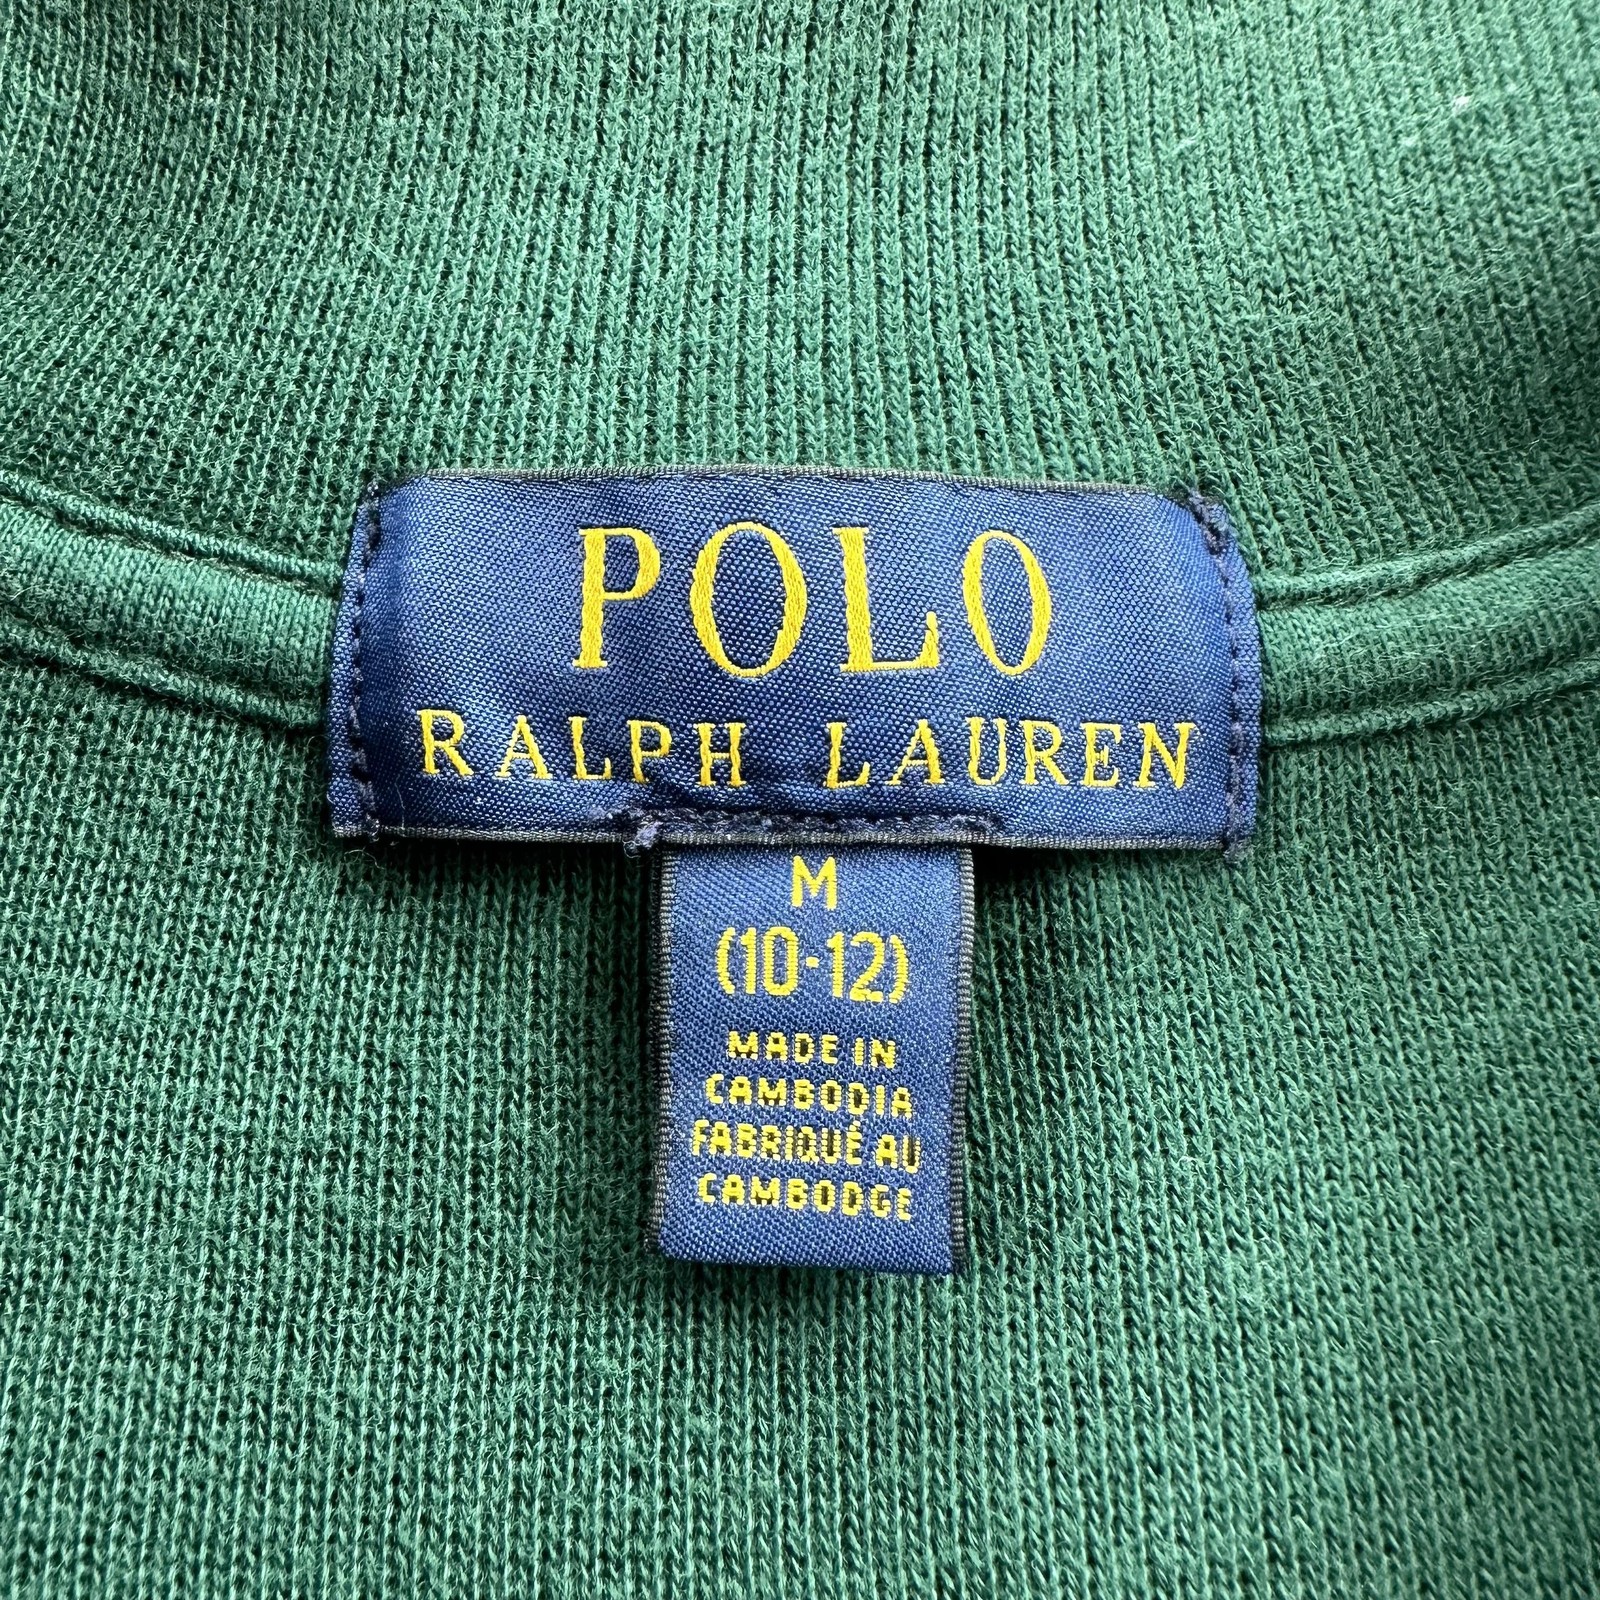 POLO
RALPH LAUREN
M
(10-12)
MADE IN
CAMBODIA
FABRIQUÉ AU
CAMBODGE